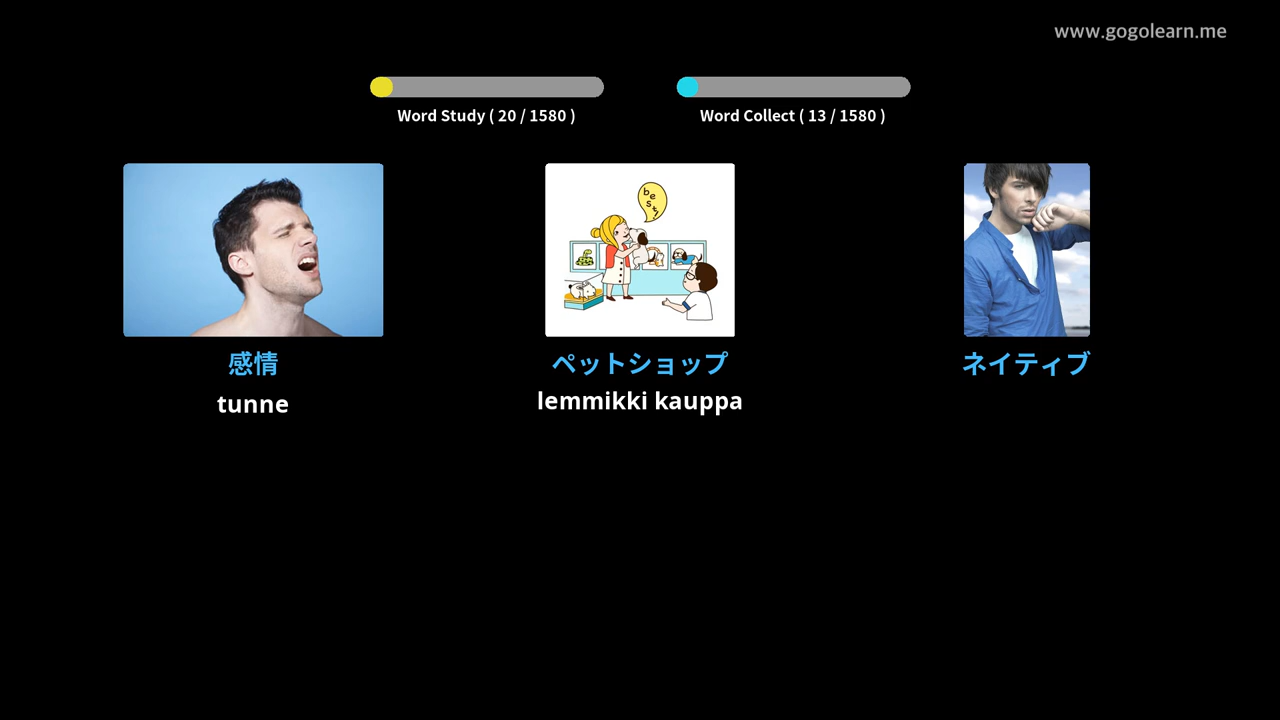 www.gogolearn.me
Word Study ( 20 / 1580 )
Word Collect ( 13 / 1580 )
best
感情
ペットショップ
ネイティブ
tunne
lemmikki kauppa